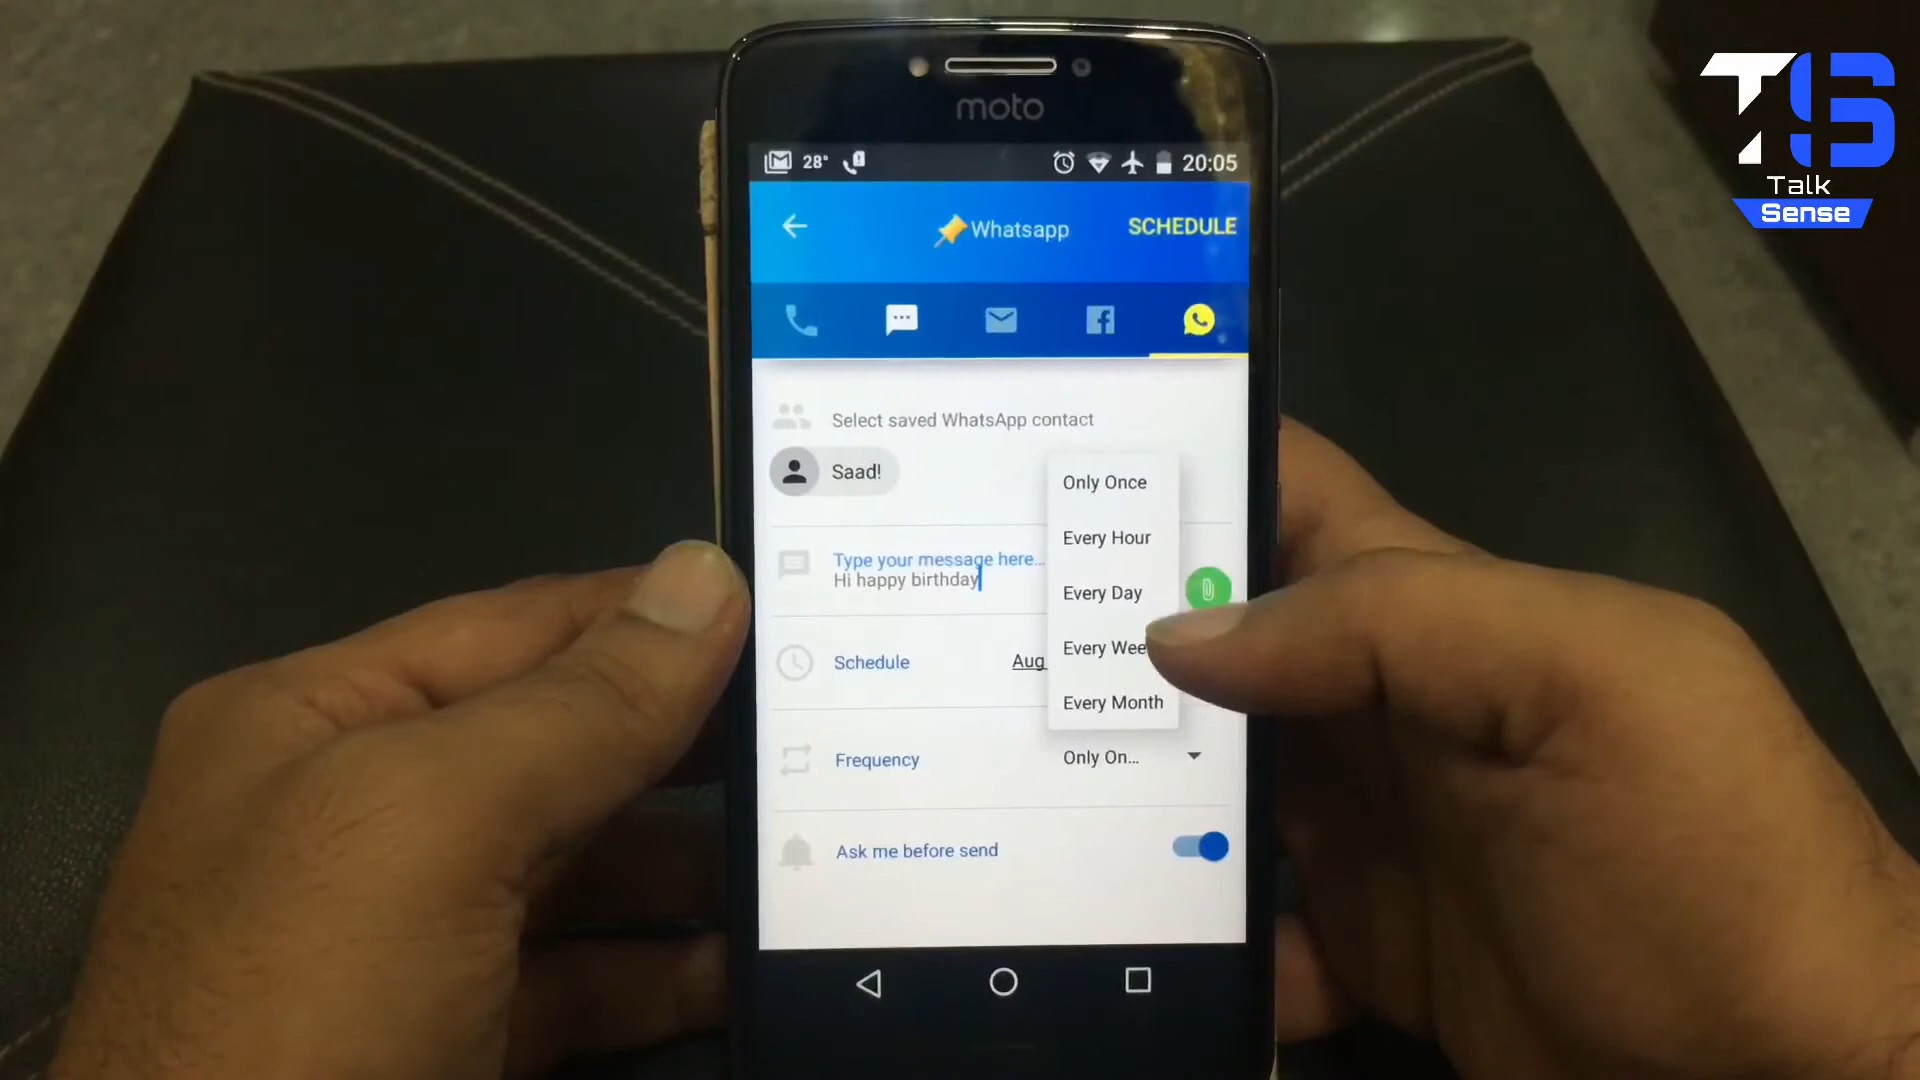 moto
28°
20:05
Whatsapp
SCHEDULE
Select saved WhatsApp contact
Saad!
Only Once
Type your message here...
Hi happy birthday
Every Hour
Every Day
Every Wee
Schedule
Aug
Every Month
Frequency
Only On...
Ask me before send
TS
Talk
Sense